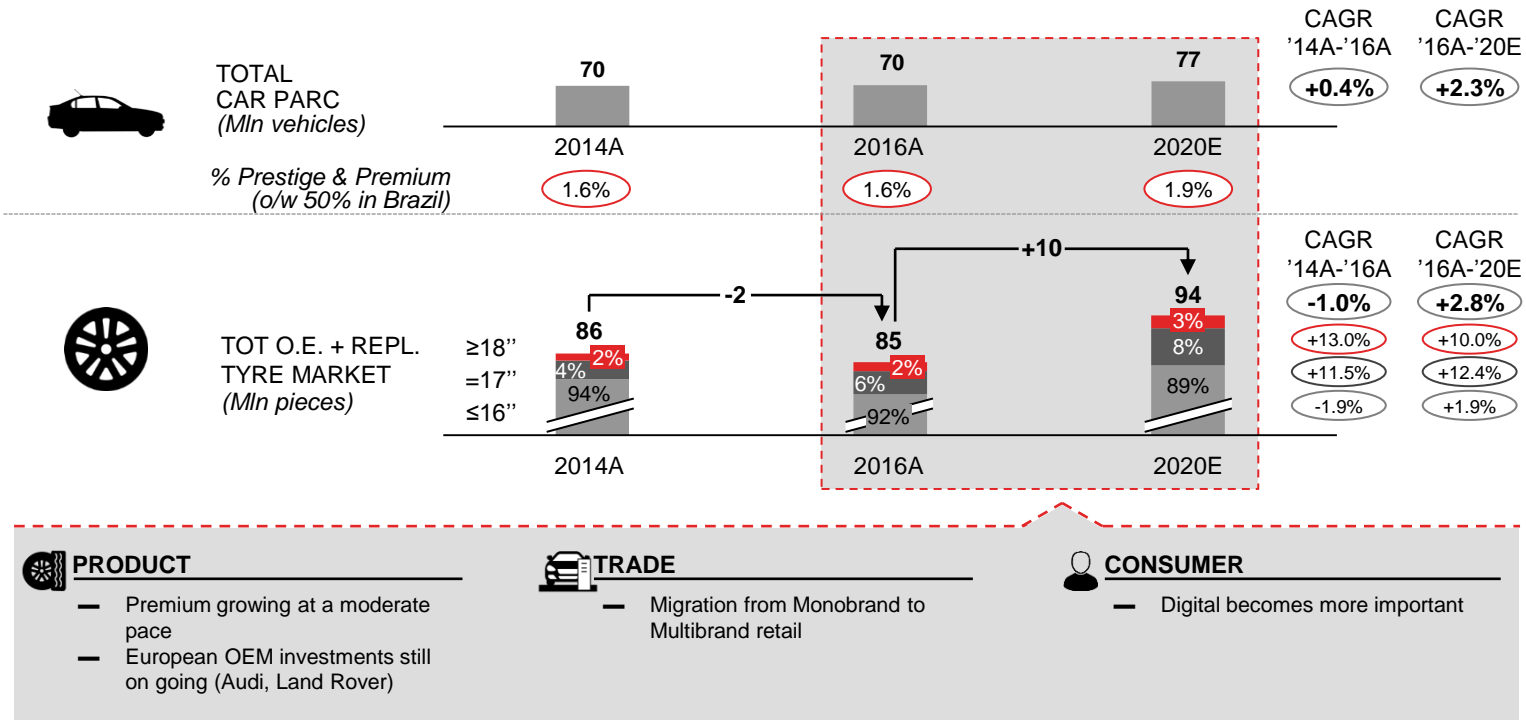 CAGR CAGR
’14A-’16A ’16A-’20E
TOTAL
CAR PARC
(Mln vehicles)
70 70 77
+0.4% +2.3%
2014A 2016A 2020E
% Prestige & Premium
(o/w 50% in Brazil)
1.6% 1.6% 1.9%
CAGR CAGR
’14A-’16A ’16A-’20E
+10
-2
-1.0% +2.8%
+13.0% +10.0%
+11.5% +12.4%
-1.9% +1.9%
TOT O.E. + REPL.
TYRE MARKET
(Mln pieces)
≥18’’
=17’’
≤16’’
86
2%
4%
94%
85
2%
6%
92%
94
3%
8%
89%
2014A 2016A 2020E
PRODUCT
— Premium growing at a moderate
pace
— European OEM investments still
on going (Audi, Land Rover)
TRADE
— Migration from Monobrand to
Multibrand retail
CONSUMER
— Digital becomes more important